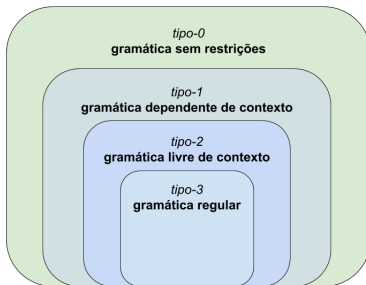 tipo-0
gramática sem restrições
tipo-1
gramática dependente de contexto
tipo-2
gramática livre de contexto
tipo-3
gramática regular